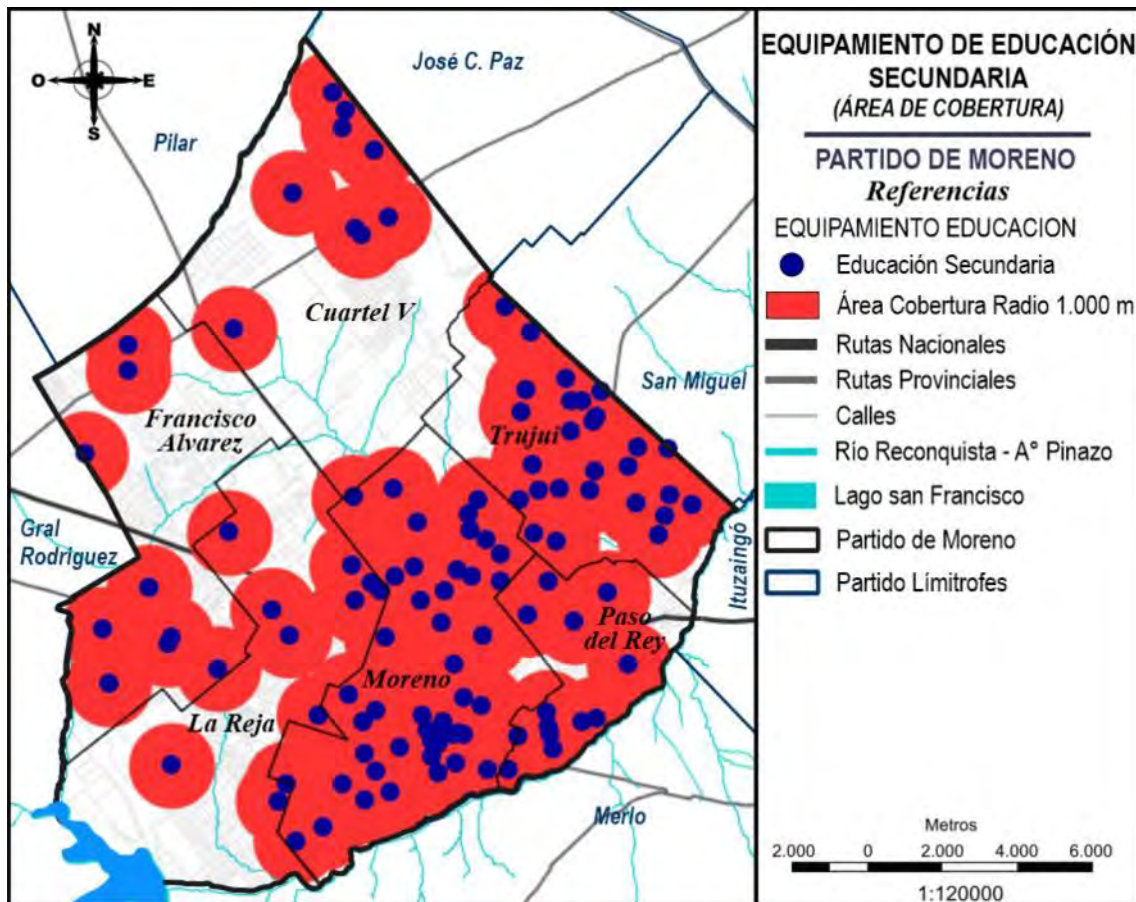 N
O
E
S
José C. Paz
Pilar
Cuartel V
San Miguel
Francisco
Alvarez
Trujui
Gral
Rodriguez
Ituzaingó
Paso
del Rey
Moreno
La Reja
Merlo
EQUIPAMIENTO DE EDUCACIÓN
SECUNDARIA
(ÁREA DE COBERTURA)
PARTIDO DE MORENO
Referencias
EQUIPAMIENTO EDUCACION
Educación Secundaria
Área Cobertura Radio 1.000 m
Rutas Nacionales
Rutas Provinciales
Calles
Río Reconquista - A° Pinazo
Lago san Francisco
Partido de Moreno
Partido Límitrofes
Metros
2.000 0 2.000 4.000 6.000
1:120000